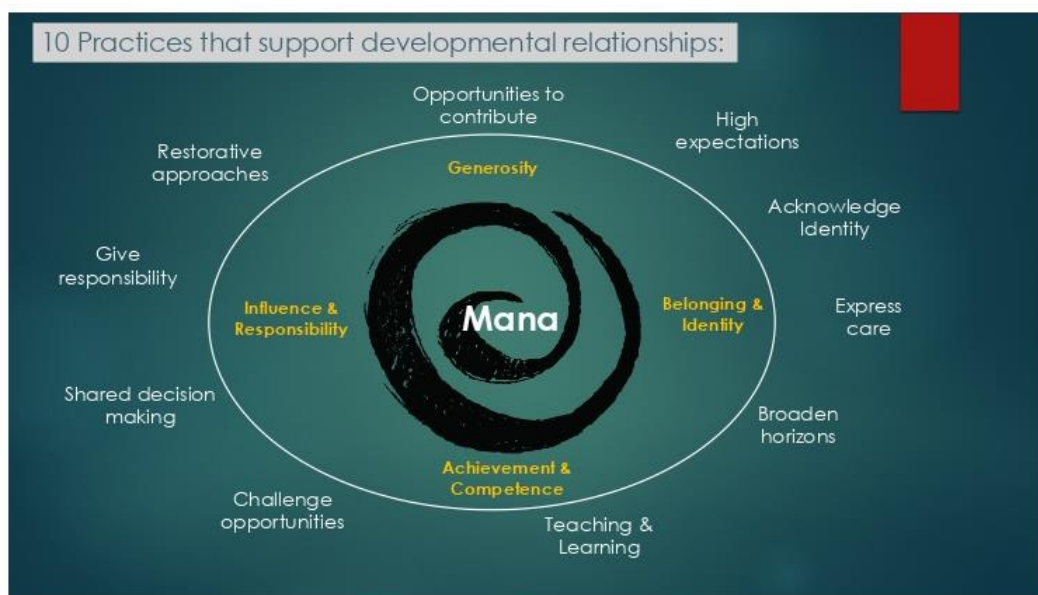 10 Practices that support developmental relationships:
Opportunities to
contribute
High
expectations
Acknowledge
Identity
Express
care
Broaden
horizons
Teaching &
Learning
Challenge
opportunities
Shared decision
making
Give
responsibility
Restorative
approaches
Generosity
Belonging &
Identity
Achievement &
Competence
Influence &
Responsibility
Mana